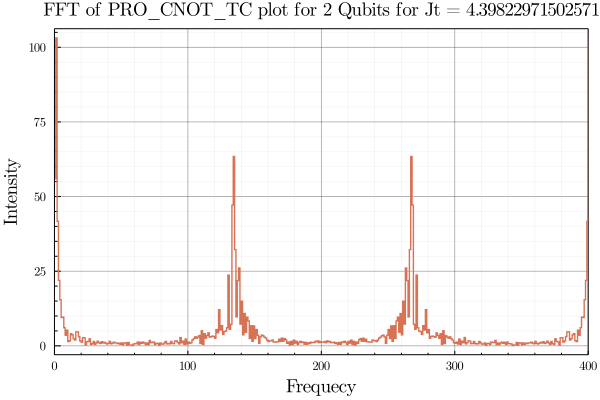 FFT of PRO_CNOT_TC plot for 2 Qubits for Jt = 4.39822971502571
Intensity
100
75
50
25
0
0 100 200 300 400
Frequecy